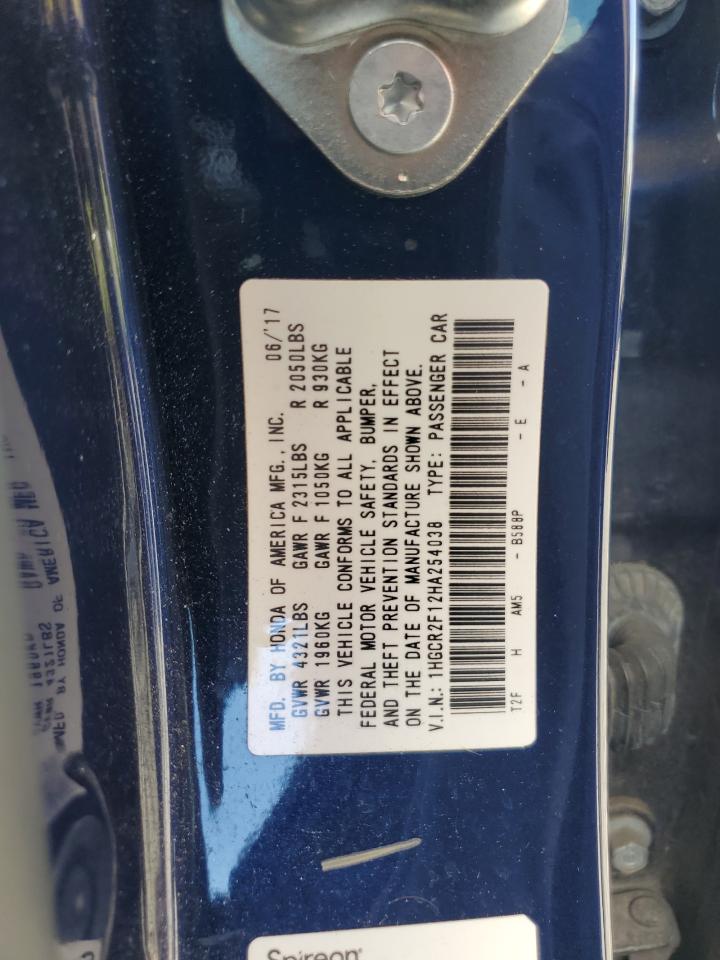 MFD. BY HONDA OF AMERICA MFG., INC. 06/'17
GVWR 4321LBS GAWR F 2315LBS R 2050LBS
GVWR 1960KG GAWR F 1050KG R 930KG
THIS VEHICLE CONFORMS TO ALL APPLICABLE
FEDERAL MOTOR VEHICLE SAFETY, BUMPER,
AND THEFT PREVENTION STANDARDS IN EFFECT
ON THE DATE OF MANUFACTURE SHOWN ABOVE.
V.I.N.: 1HGCR2F12HA254038 TYPE: PASSENGER CAR
T2F H AM5 - B588P - E - A
Spireon